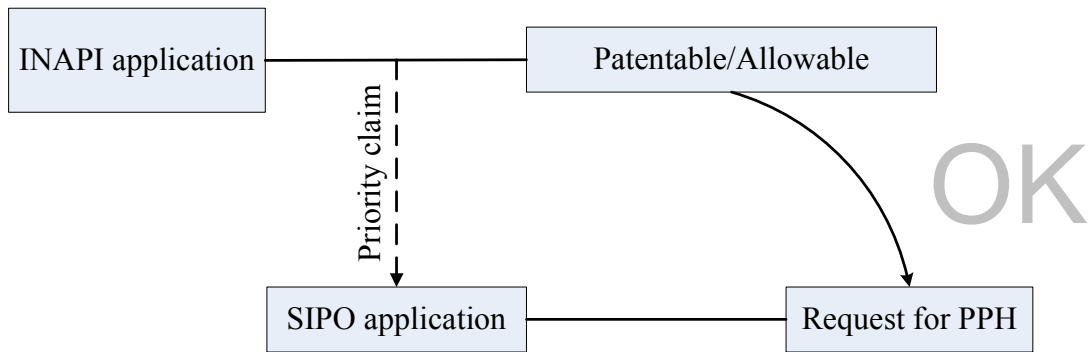 INAPI application
Patentable/Allowable
Priority claim
OK
SIPO application
Request for PPH